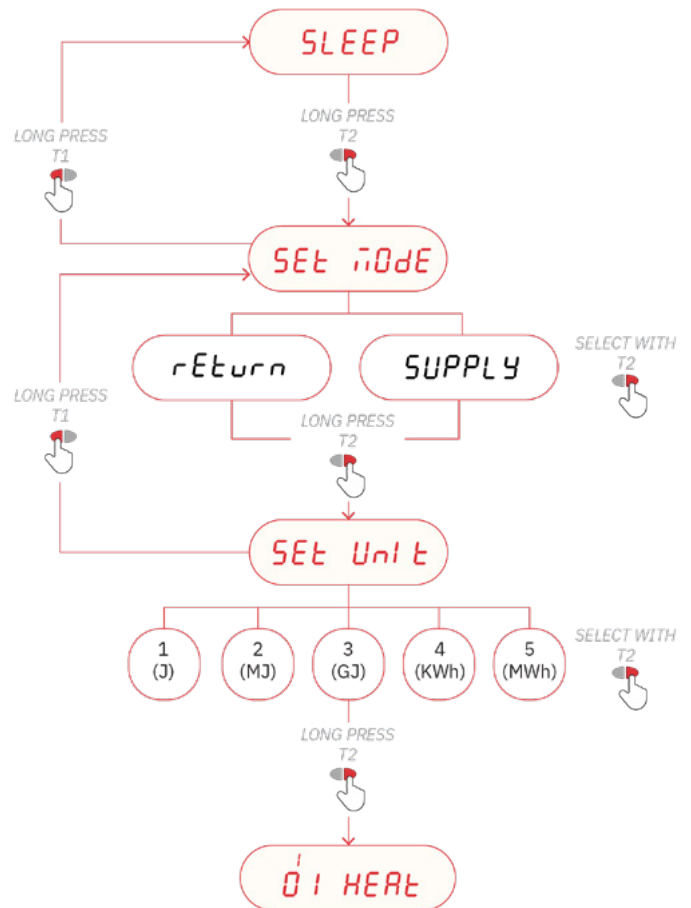 SLEEP
LONG PRESS
T1
LONG PRESS
T2
SEt mOdE
rEturn
SUPPLY
SELECT WITH
T2
LONG PRESS
T1
LONG PRESS
T2
SEt UnIt
1
(J)
2
(MJ)
3
(GJ)
4
(KWh)
5
(MWh)
SELECT WITH
T2
LONG PRESS
T2
1
01 HEAt